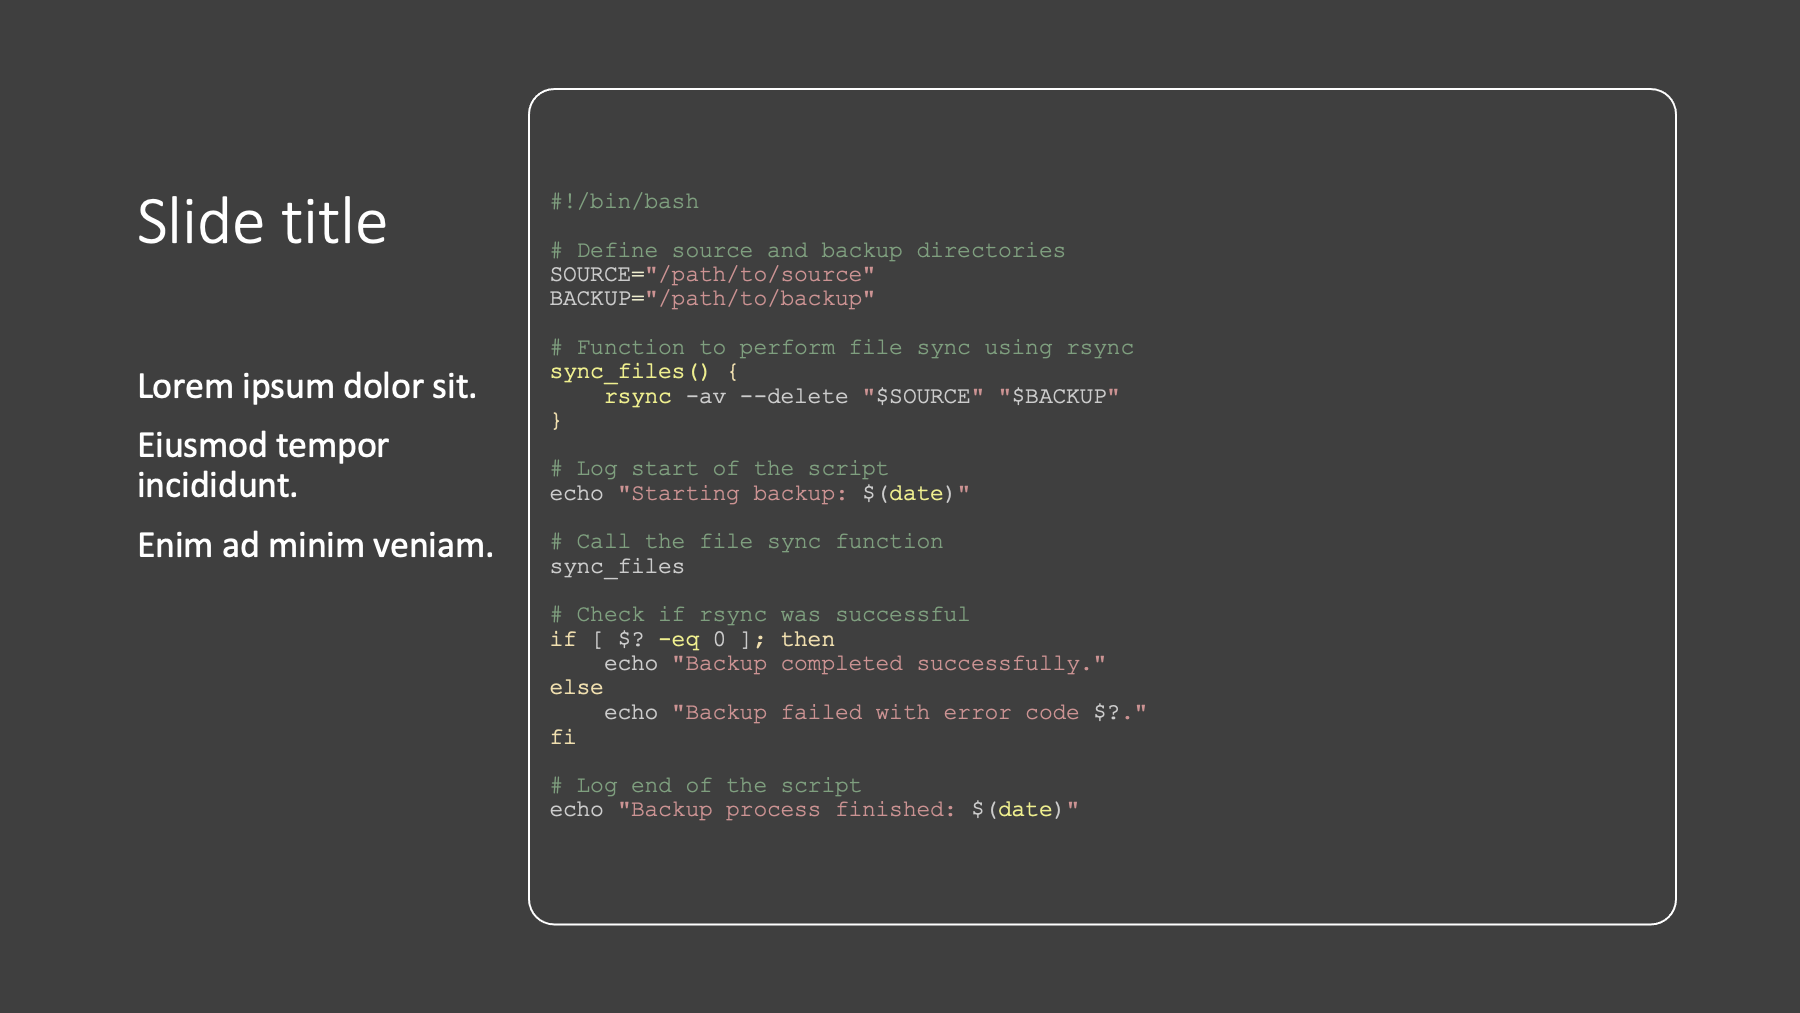 Slide title
Lorem ipsum dolor sit.
Eiusmod tempor
incididunt.
Enim ad minim veniam.
#!/bin/bash

# Define source and backup directories
SOURCE="/path/to/source"
BACKUP="/path/to/backup"

# Function to perform file sync using rsync
sync_files() {
    rsync -av --delete "$SOURCE" "$BACKUP"
}

# Log start of the script
echo "Starting backup: $(date)"

# Call the file sync function
sync_files

# Check if rsync was successful
if [ $? -eq 0 ]; then
    echo "Backup completed successfully."
else
    echo "Backup failed with error code $?."
fi

# Log end of the script
echo "Backup process finished: $(date)"